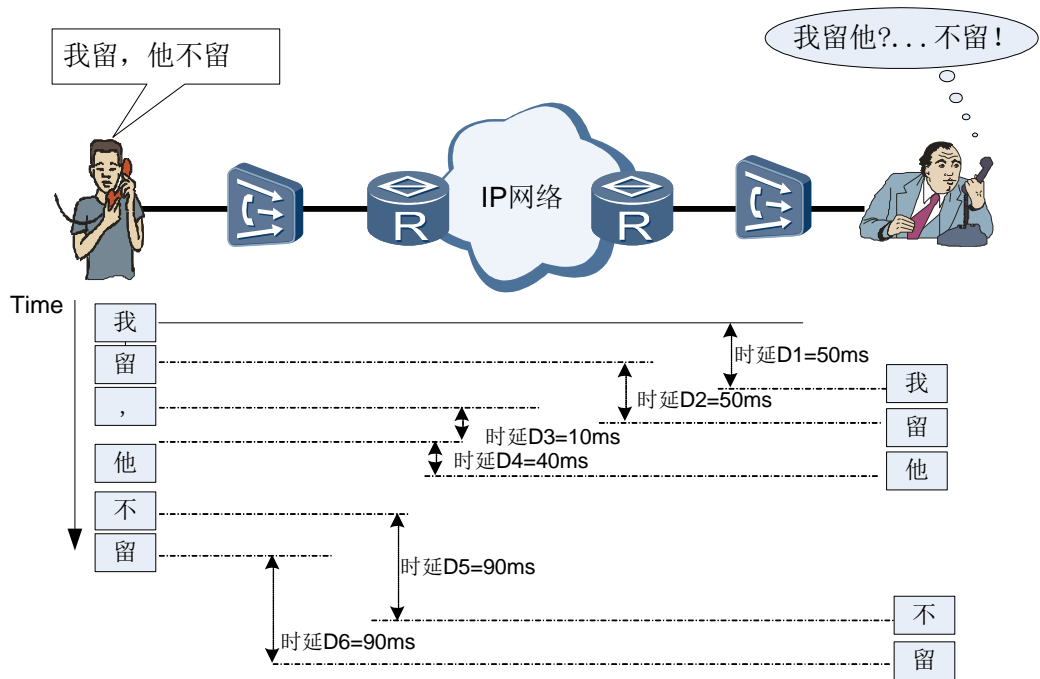 我留，他不留
我留他?...不留！
IP网络
R
R
Time
我
留
，
他
不
留
时延D1=50ms
时延D2=50ms
时延D3=10ms
时延D4=40ms
时延D5=90ms
时延D6=90ms
我
留
他
不
留